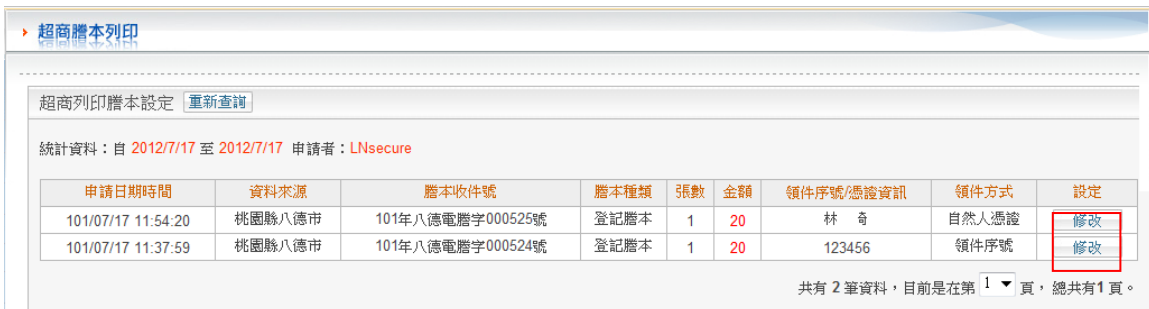 超商謄本列印
超商列印謄本設定 重新查詢
統計資料：自 2012/7/17 至 2012/7/17 申請者：LNsecure
申請日期時間 資料來源 謄本收件號 謄本種類 張數 金額 領件序號/憑證資訊 領件方式 設定
101/07/17 11:54:20 桃園縣八德市 101年八德電謄字000525號 登記謄本 1 20 林 奇 自然人憑證 修改
101/07/17 11:37:59 桃園縣八德市 101年八德電謄字000524號 登記謄本 1 20 123456 領件序號 修改
共有 2 筆資料，目前是在第 1 頁， 總共有1 頁。